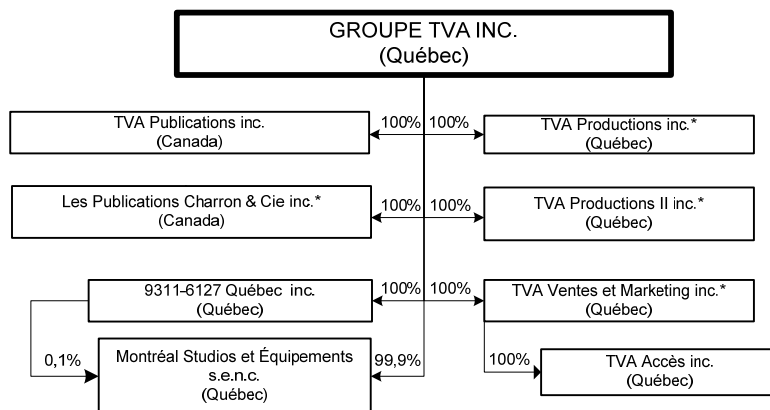 GROUPE TVA INC.
(Québec)
TVA Publications inc.
(Canada)
100%
100%
TVA Productions inc.*
(Québec)
Les Publications Charron & Cie inc.*
(Canada)
100%
100%
TVA Productions II inc.*
(Québec)
9311-6127 Québec inc.
(Québec)
100%
100%
TVA Ventes et Marketing inc.*
(Québec)
0,1%
Montréal Studios et Équipements
s.e.n.c.
(Québec)
99,9%
100%
TVA Accès inc.
(Québec)